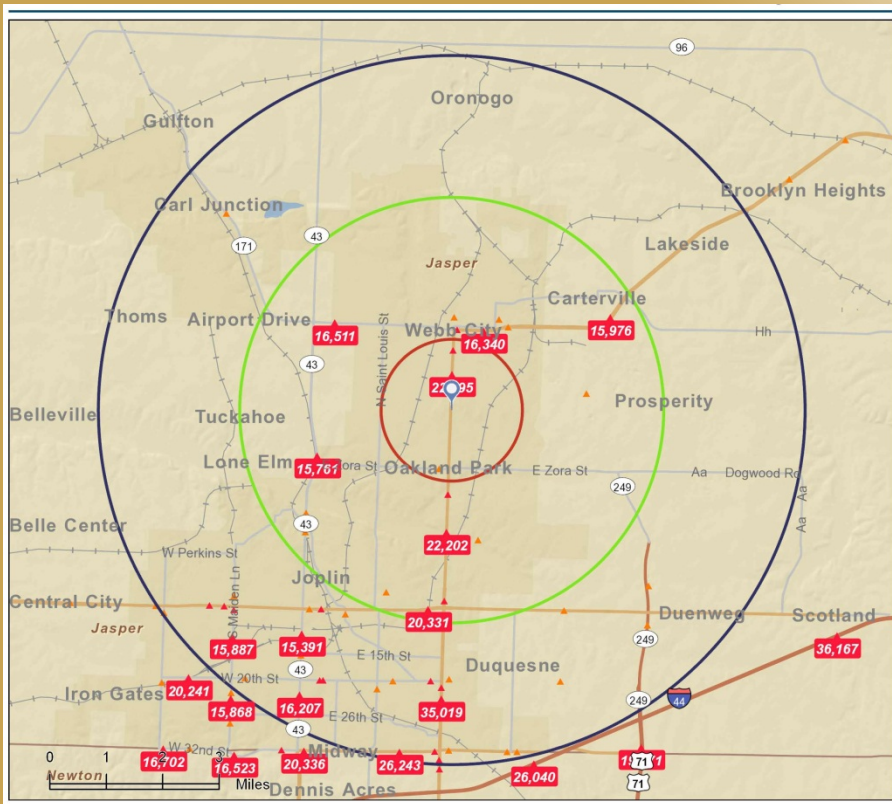 96
Oronogo
Gulfton
Brooklyn Heights
Carl Junction
43
171
Lakeside
Jasper
Carterville
Thoms
Airport Drive
Webb City
Hh
16,511
16,340
15,976
N Saint Louis St
43
Prosperity
Belleville
Tuckahoe
Lone Elm
15,761
Oakland Park
E Zora St
Aa
Dogwood Rd
249
Aa
Aa
Belle Center
43
22,202
W Perkins St
Joplin
S Maiden Ln
Central City
20,331
Duenweg
Scotland
Jasper
15,887
15,391
249
36,167
E 15th St
Duquesne
43
W 20th St
20,241
Iron Gates
15,868
16,207
35,019
249
44
E 26th St
43
W 32nd St
Midway
16,702
16,523
20,336
26,243
26,040
71
71
0 1 2 3
Miles
Newton
Dennis Acres